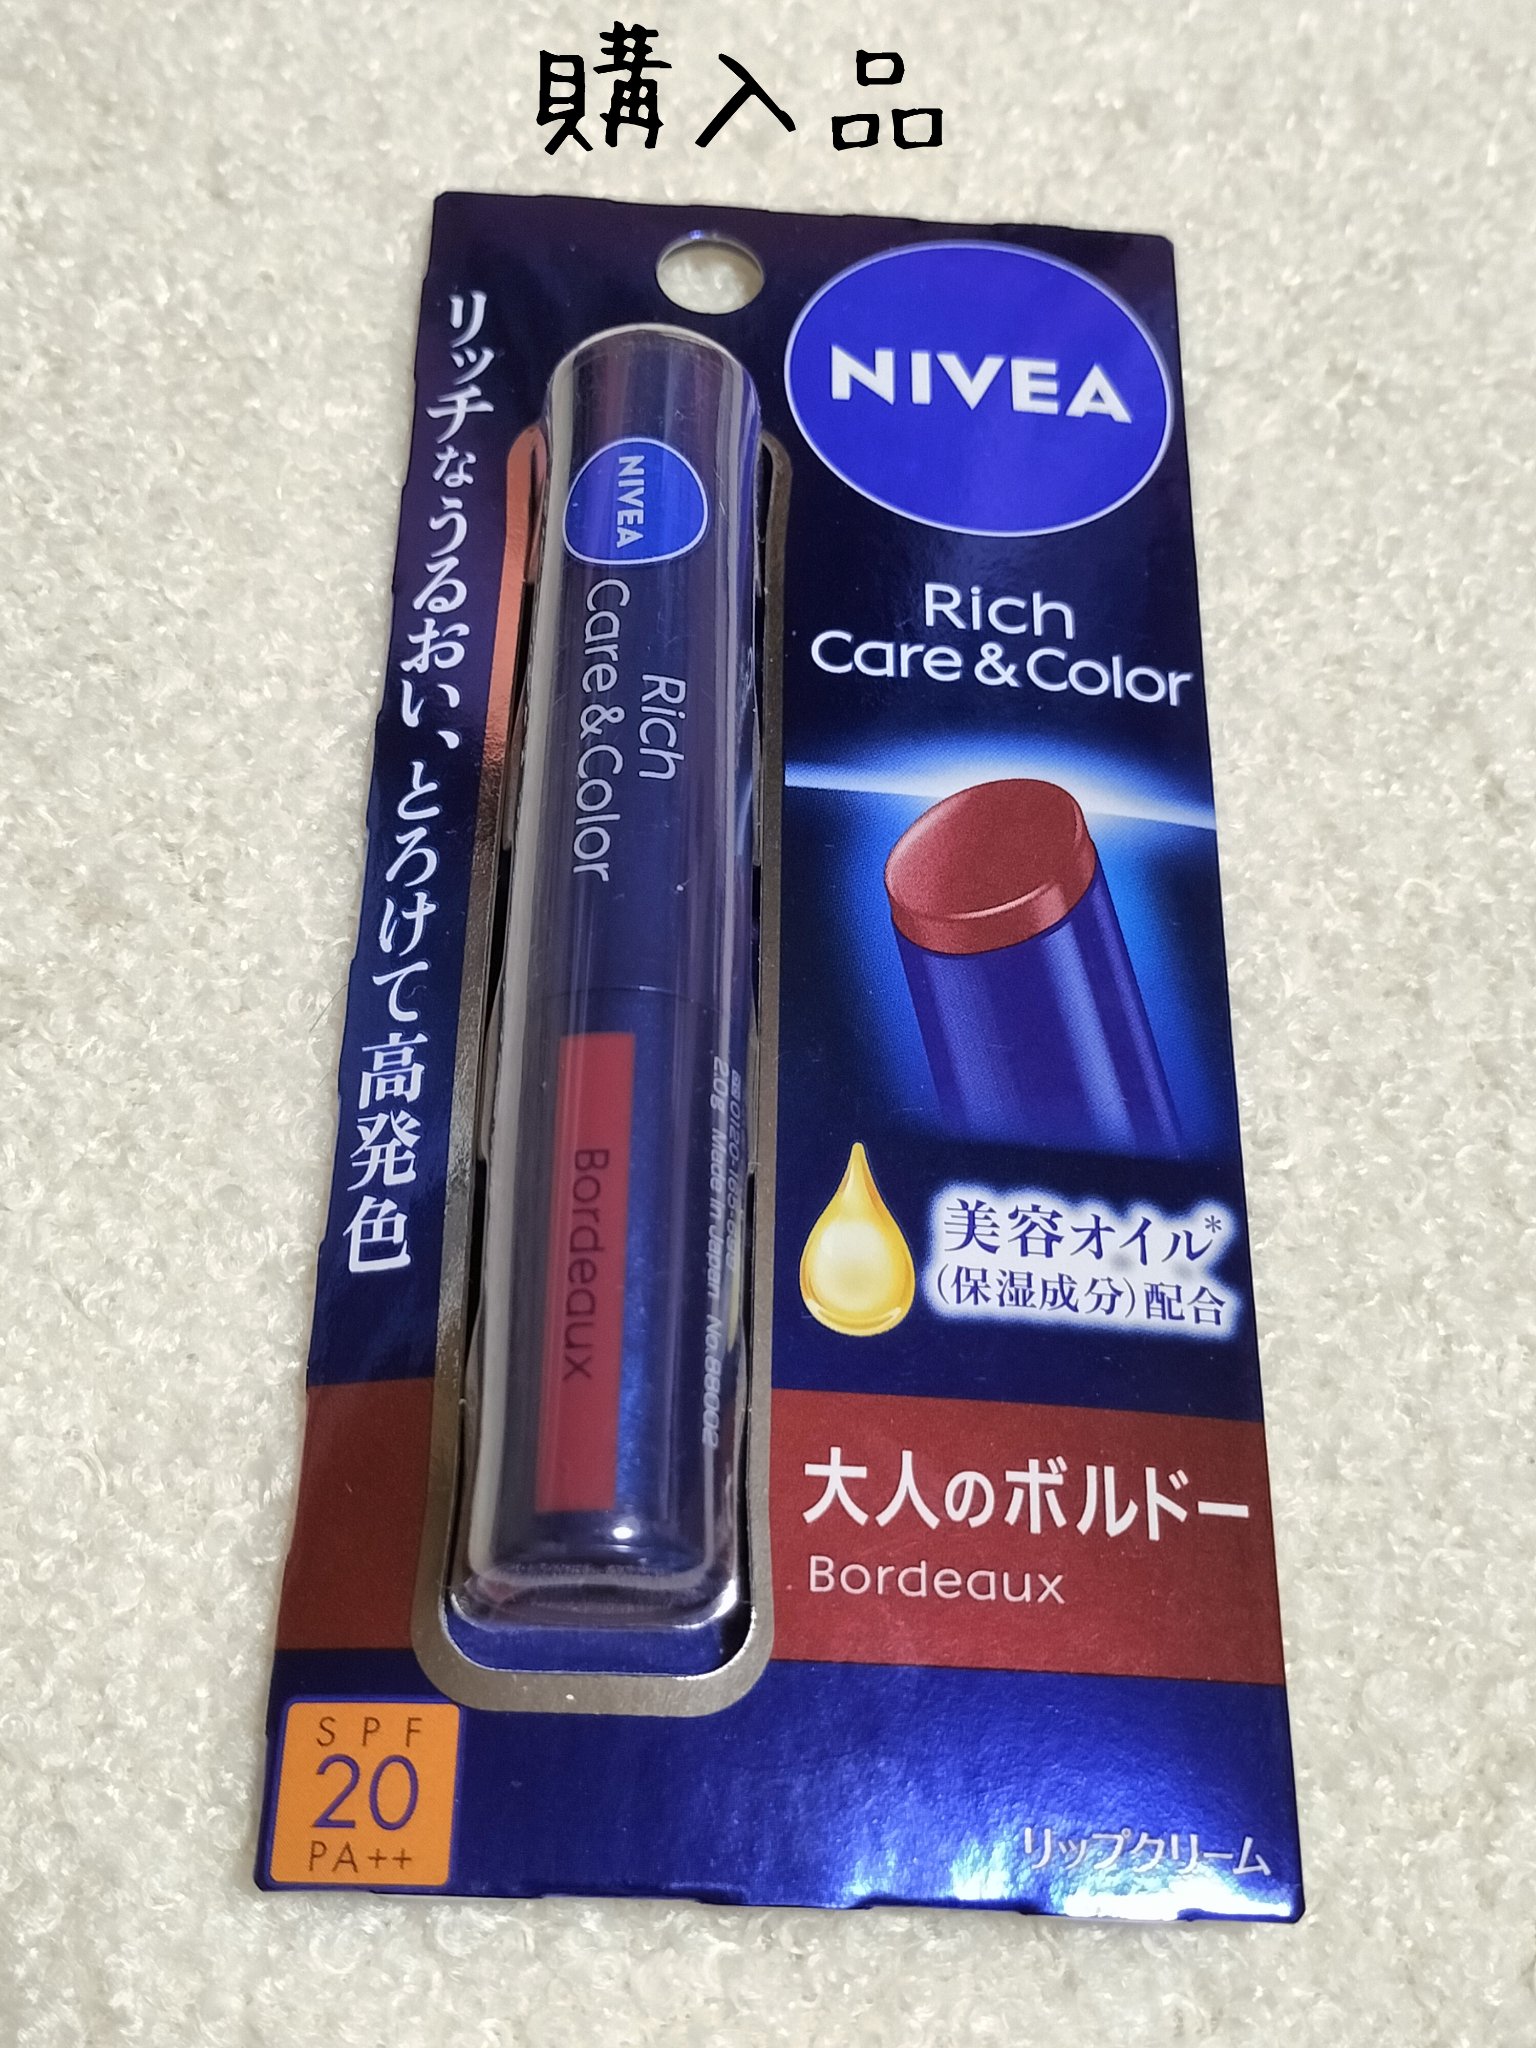 購入品
NIVEA
Rich
Care & Color
リッチなうるおい、とろけて高発色
NIVEA
Rich
Care & Color
Bordeaux
2.0g Made in Japan No.88002
美容オイル*
(保湿成分)配合
大人のボルドー
Bordeaux
SPF
20
PA++
リップクリーム